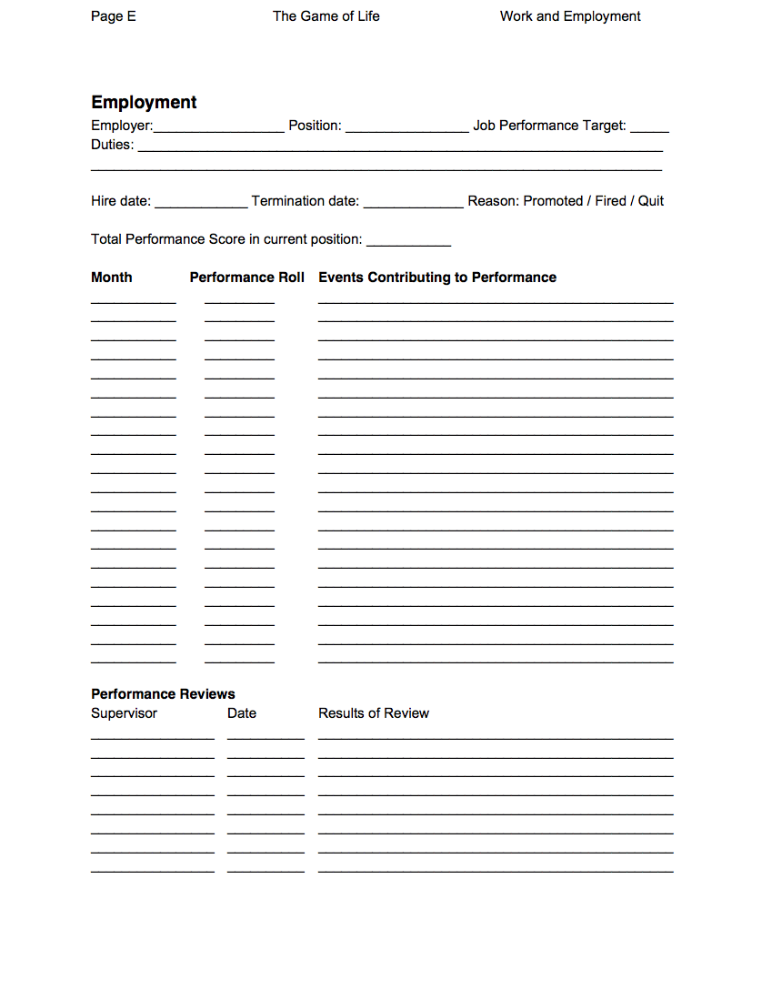 Page E The Game of Life Work and Employment
Employment
Employer:_________________ Position: ________________ Job Performance Target: _____
Duties: ____________________________________________________________________
__________________________________________________________________________
Hire date: ____________ Termination date: _____________ Reason: Promoted / Fired / Quit
Total Performance Score in current position: ___________
Month Performance Roll Events Contributing to Performance
Performance Reviews
Supervisor Date Results of Review